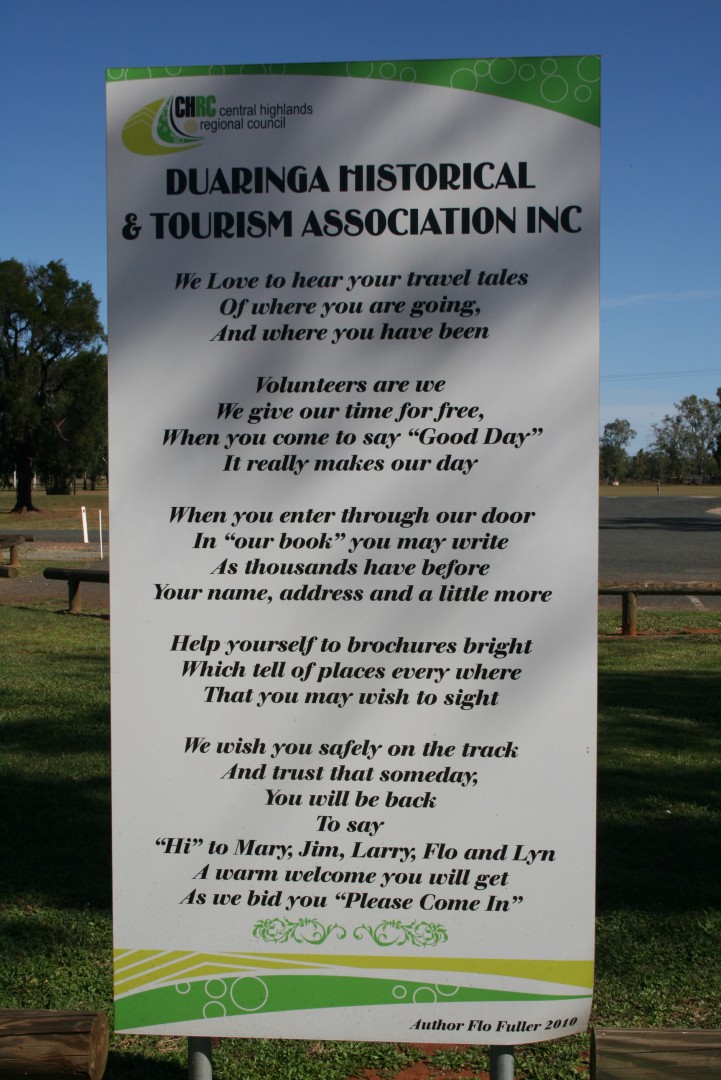 CHRC central highlands
regional council
DUARINGA HISTORICAL
& TOURISM ASSOCIATION INC
We Love to hear your travel tales
Of where you are going,
And where you have been
Volunteers are we
We give our time for free,
When you come to say “Good Day”
It really makes our day
When you enter through our door
In “our book” you may write
As thousands have before
Your name, address and a little more
Help yourself to brochures bright
Which tell of places every where
That you may wish to sight
We wish you safely on the track
And trust that someday,
You will be back
To say
“Hi” to Mary, Jim, Larry, Flo and Lyn
A warm welcome you will get
As we bid you “Please Come In”
Author Flo Fuller 2010